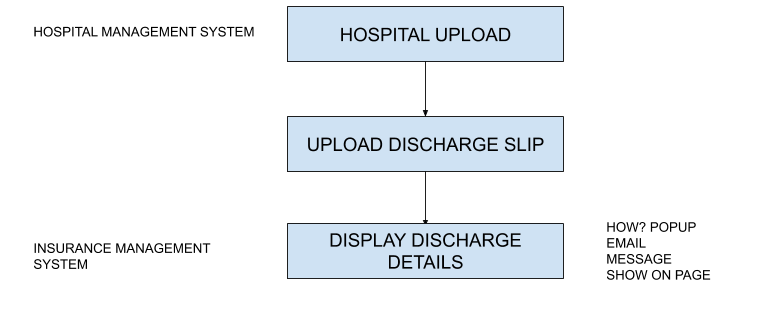 HOSPITAL MANAGEMENT SYSTEM
HOSPITAL UPLOAD
UPLOAD DISCHARGE SLIP
INSURANCE MANAGEMENT
SYSTEM
DISPLAY DISCHARGE
DETAILS
HOW? POPUP
EMAIL
MESSAGE
SHOW ON PAGE